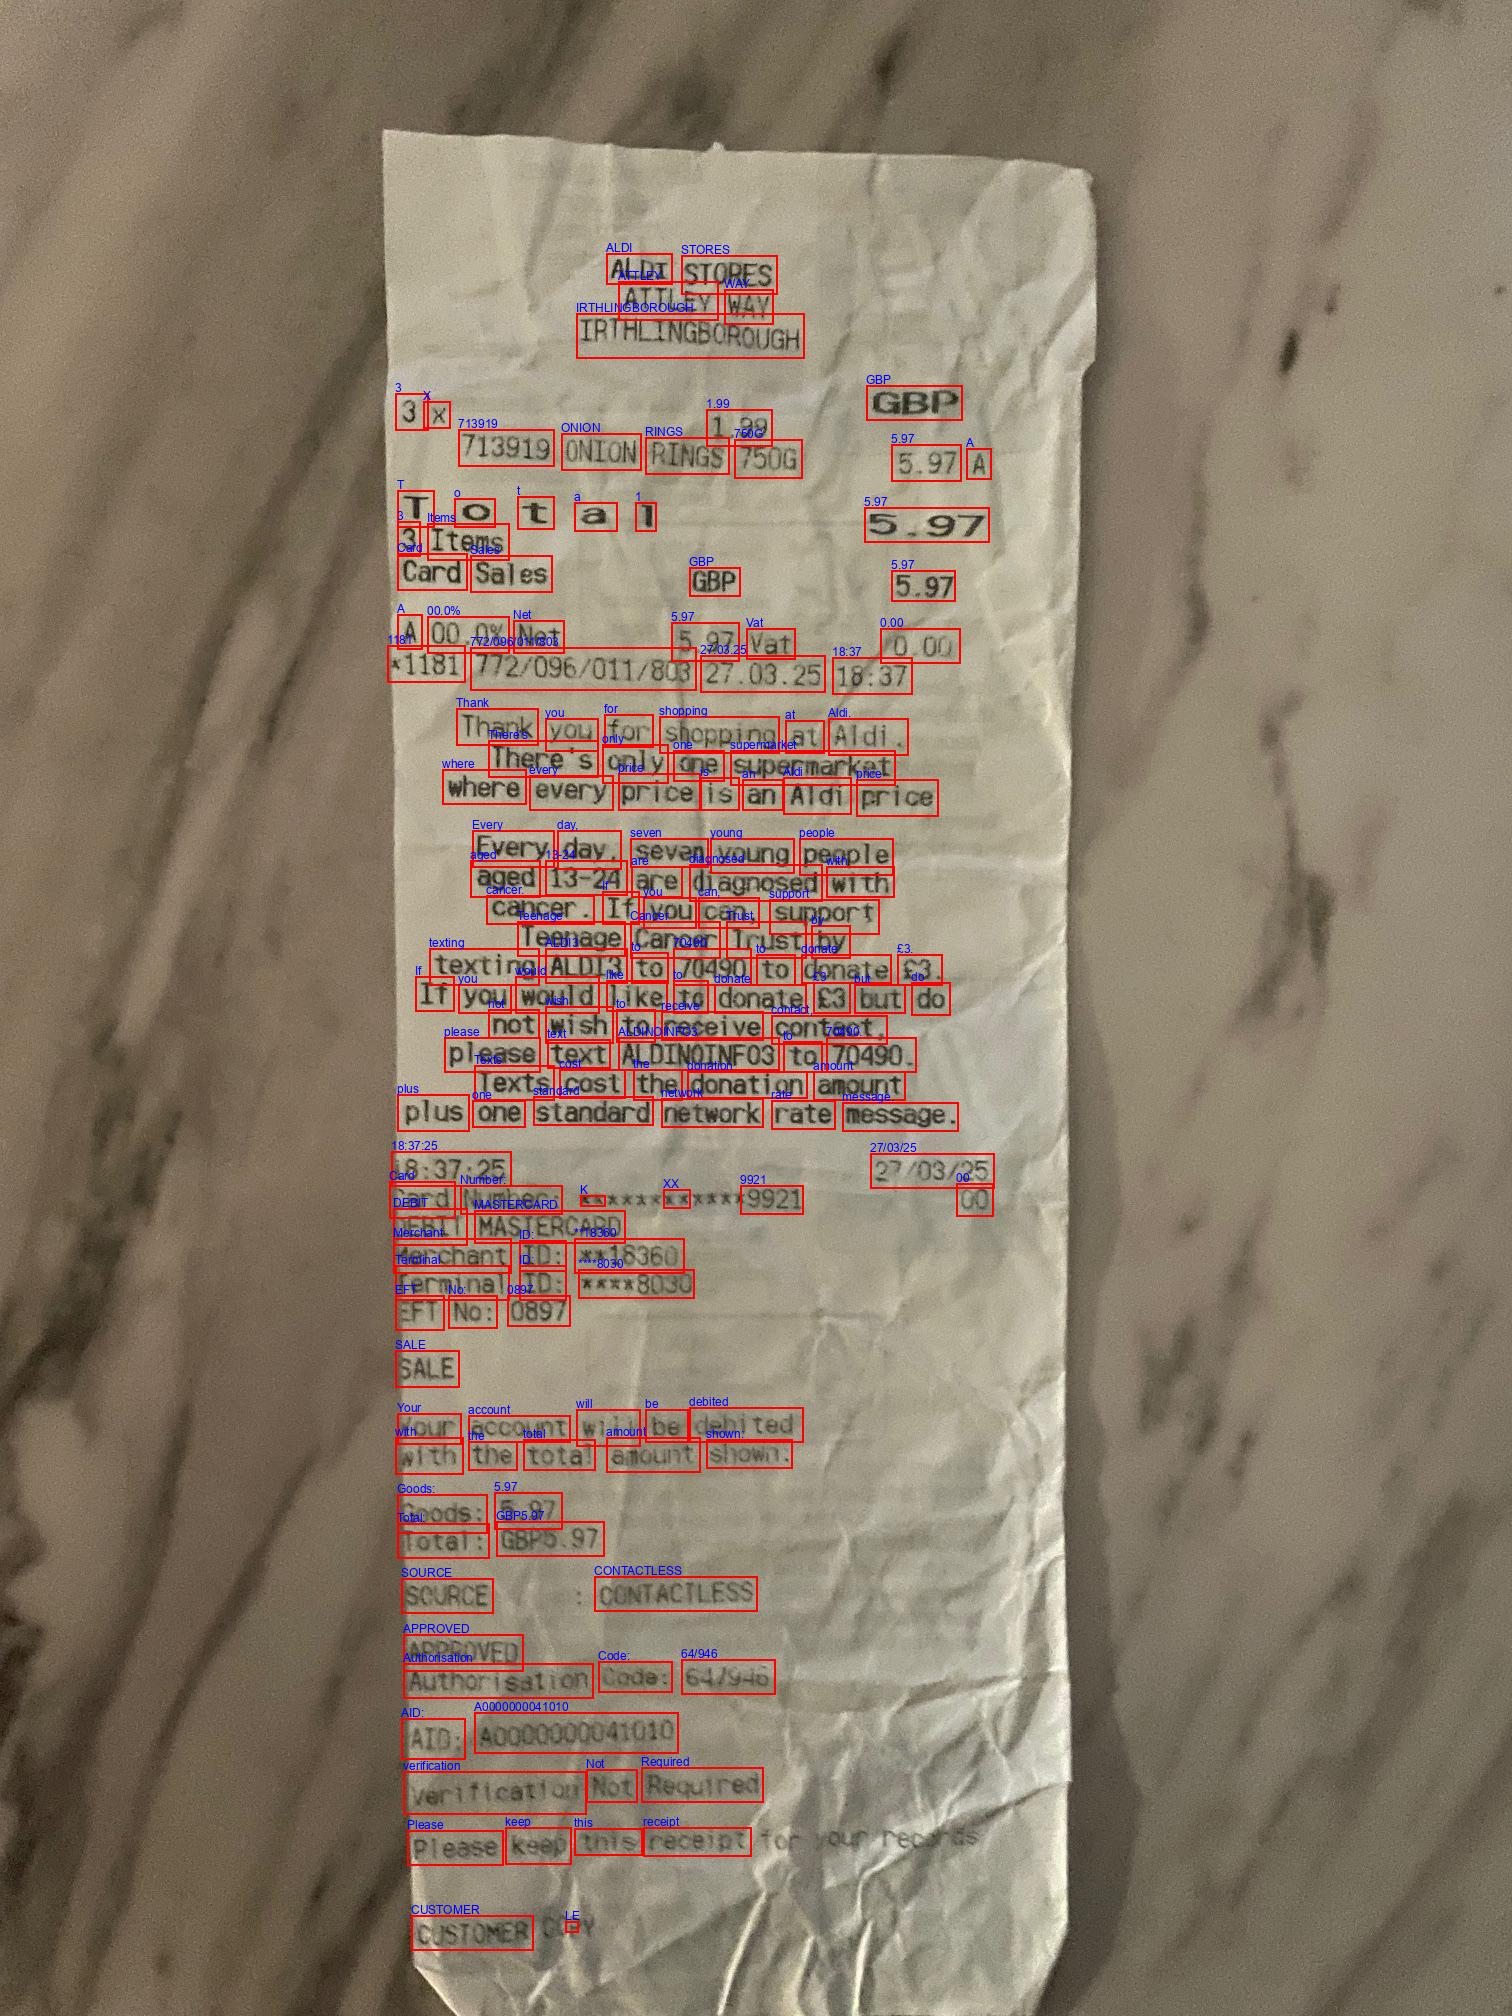 ALDI STORES
ATTLEY WAY
IRTHLINGBOROUGH
GBP
3 x 1.99
713919 ONION RINGS 750G 5.97 A
Total 5.97
3 Items
Card Sales GBP 5.97
A 00.0% Net 5.97 Vat 0.00
*1181 772/096/011/803 27.03.25 18:37
Thank you for shopping at Aldi.
There's only one supermarket
where every price is an Aldi price
Every day, seven young people
aged 13-24 are diagnosed with
cancer. If you can, support
Teenage Cancer Trust by
texting ALDI3 to 70490 to donate £3.
If you would like to donate £3 but do
not wish to receive contact,
please text ALDINOINFO3 to 70490.
Texts cost the donation amount
plus one standard network rate message.
18:37:25 27/03/25
Card Number: ************9921 00
DEBIT MASTERCARD
Merchant ID: **18360
Terminal ID: ****8030
EFT No: 0897
SALE
Your account will be debited
with the total amount shown.
Goods: 5.97
Total: GBP5.97
SOURCE : CONTACTLESS
APPROVED
Authorisation Code:
AID: A0000000041010
Verification Not Required
Please keep this receipt for your records
CUSTOMER COPY